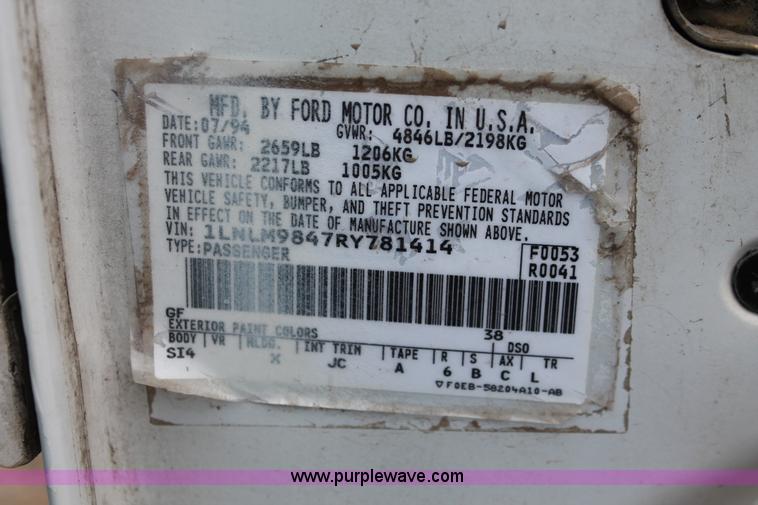 MFD. BY FORD MOTOR CO. IN U.S.A.
DATE: 07/94 GVWR: 4846LB/2198KG
FRONT GAWR: 2659LB 1206KG
REAR GAWR: 2217LB 1005KG
THIS VEHICLE CONFORMS TO ALL APPLICABLE FEDERAL MOTOR
VEHICLE SAFETY, BUMPER, AND THEFT PREVENTION STANDARDS
IN EFFECT ON THE DATE OF MANUFACTURE SHOWN ABOVE.
VIN: 1LNLM9847RY781414
TYPE: PASSENGER F0053
R0041
GF 38
EXTERIOR PAINT COLORS DSO
BODY VR MLDG. INT TRIM TAPE R S AX TR
SI4 X JC A 6 B C L
▽F0EB-58204A10-AB
www.purplewave.com